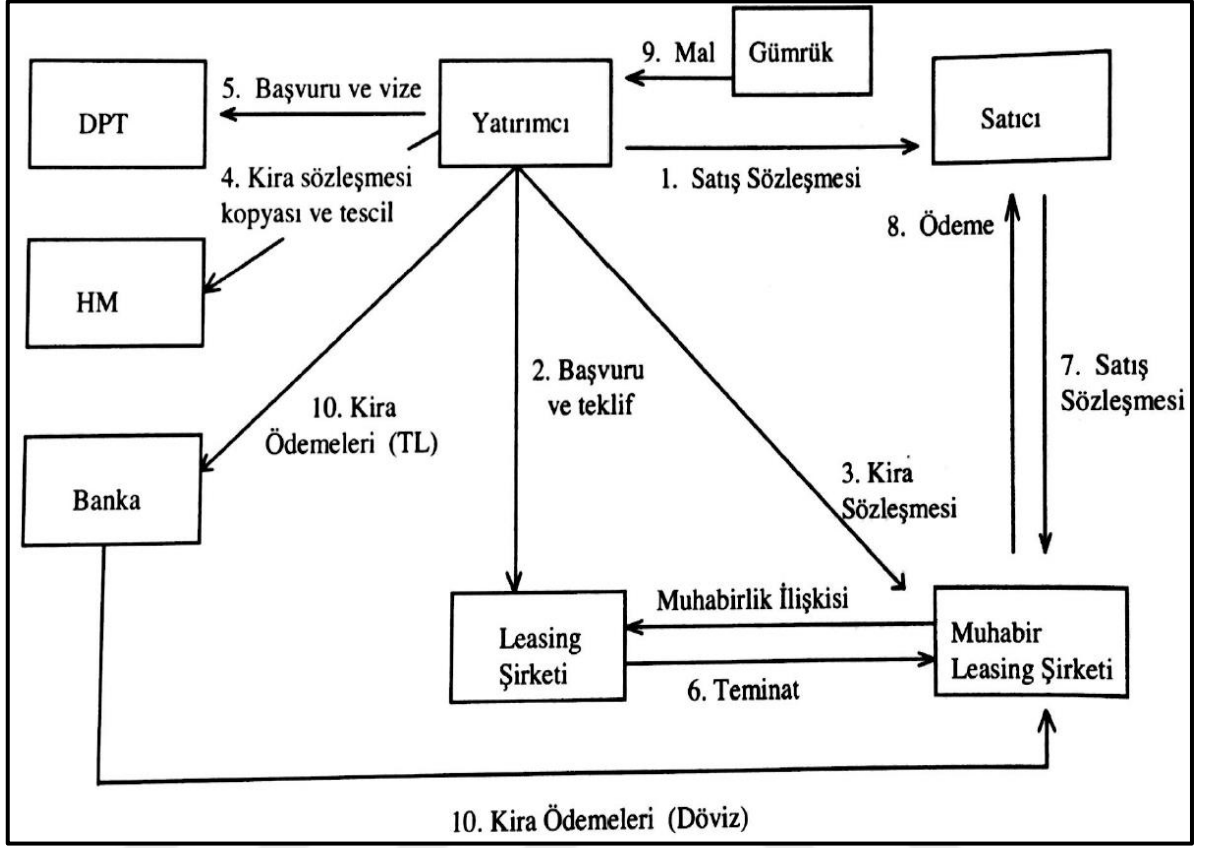 9. Mal
Gümrük
5. Başvuru ve vize
DPT
Yatırımcı
Satıcı
4. Kira sözleşmesi
kopyası ve tescil
1. Satış Sözleşmesi
8. Ödeme
HM
2. Başvuru
ve teklif
7. Satış
Sözleşmesi
10. Kira
Ödemeleri (TL)
3. Kira
Sözleşmesi
Banka
Muhabirlik İlişkisi
Leasing
Şirketi
Muhabir
Leasing Şirketi
6. Teminat
10. Kira Ödemeleri (Döviz)